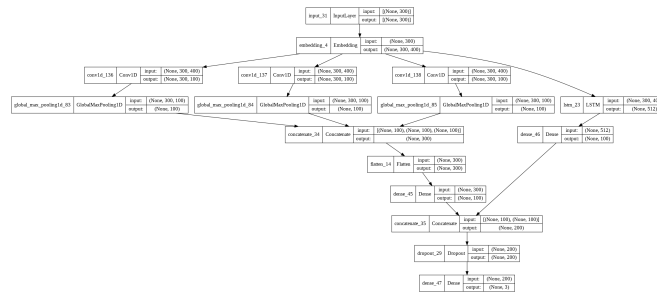 input_31 InputLayer input: [(None, 300)]
output: [(None, 300)]
embedding_4 Embedding input: (None, 300)
output: (None, 300, 400)
conv1d_136 Conv1D input: (None, 300, 400)
output: (None, 300, 100)
conv1d_137 Conv1D input: (None, 300, 400)
output: (None, 300, 100)
conv1d_138 Conv1D input: (None, 300, 400)
output: (None, 300, 100)
global_max_pooling1d_83 GlobalMaxPooling1D input: (None, 300, 100)
output: (None, 100)
global_max_pooling1d_84 GlobalMaxPooling1D input: (None, 300, 100)
output: (None, 100)
global_max_pooling1d_85 GlobalMaxPooling1D input: (None, 300, 100)
output: (None, 100)
lstm_23 LSTM input: (None, 300, 40
output: (None, 512)
concatenate_34 Concatenate input: [(None, 100), (None, 100), (None, 100)]
output: (None, 300)
dense_46 Dense input: (None, 512)
output: (None, 100)
flatten_14 Flatten input: (None, 300)
output: (None, 300)
dense_45 Dense input: (None, 300)
output: (None, 100)
concatenate_35 Concatenate input: [(None, 100), (None, 100)]
output: (None, 200)
dropout_29 Dropout input: (None, 200)
output: (None, 200)
dense_47 Dense input: (None, 200)
output: (None, 3)